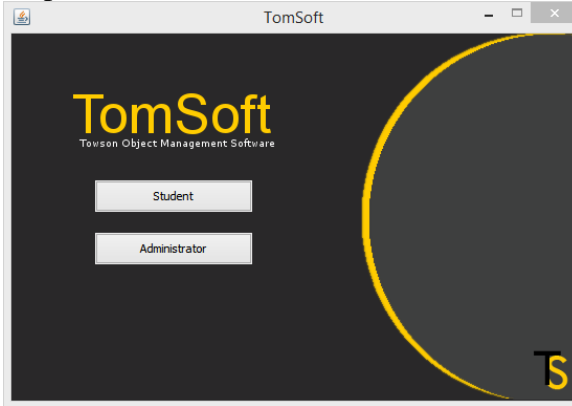 TomSoft
TomSoft
Towson Object Management Software
Student
Administrator
TS